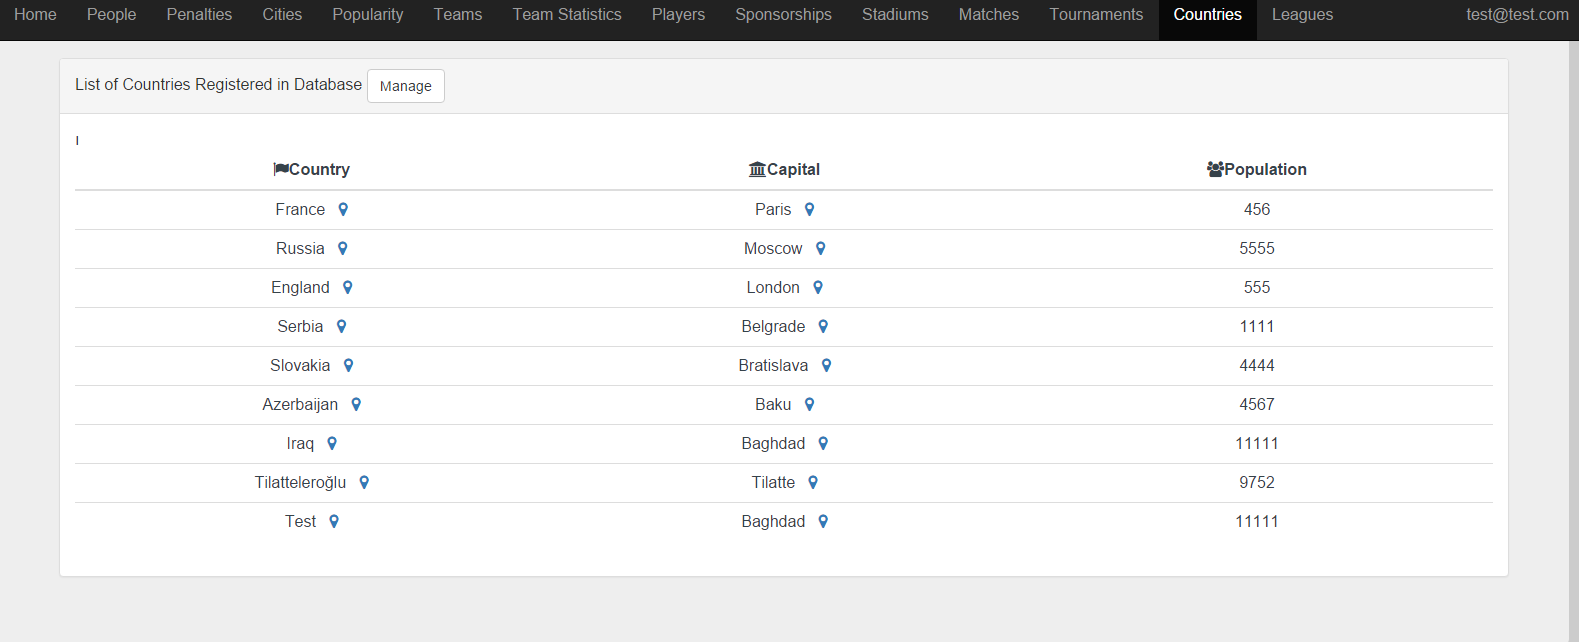 Home People Penalties Cities Popularity Teams Team Statistics Players Sponsorships Stadiums Matches Tournaments Countries Leagues test@test.com
List of Countries Registered in Database Manage
I
Country Capital Population
France Paris 456
Russia Moscow 5555
England London 555
Serbia Belgrade 1111
Slovakia Bratislava 4444
Azerbaijan Baku 4567
Iraq Baghdad 11111
Tilatteleroğlu Tilatte 9752
Test Baghdad 11111